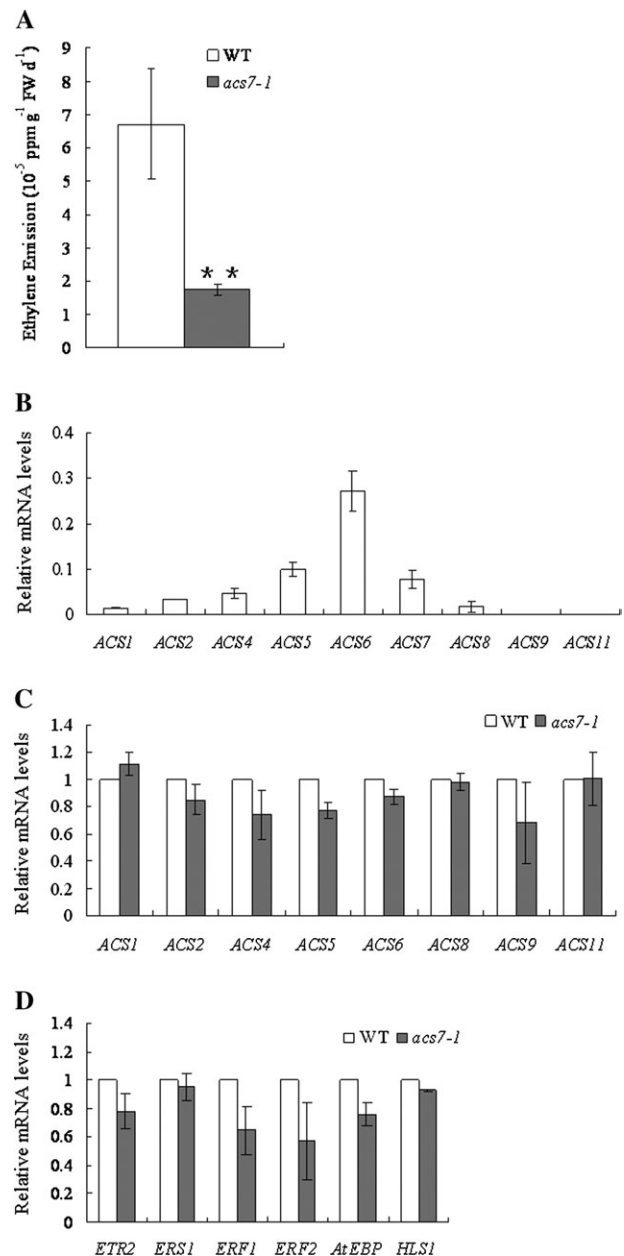 A
Ethylene Emission (10⁻⁵ ppm g⁻¹ FW d⁻¹)
9
8
7
6
5
4
3
2
1
0
WT
acs7-1
* *
B
Relative mRNA levels
0.4
0.3
0.2
0.1
0
ACS1 ACS2 ACS4 ACS5 ACS6 ACS7 ACS8 ACS9 ACS11
C
Relative mRNA levels
1.4
1.2
1
0.8
0.6
0.4
0.2
0
WT acs7-1
ACS1 ACS2 ACS4 ACS5 ACS6 ACS8 ACS9 ACS11
D
Relative mRNA levels
1.4
1.2
1
0.8
0.6
0.4
0.2
0
WT acs7-1
ETR2 ERS1 ERF1 ERF2 AtEBP HLS1